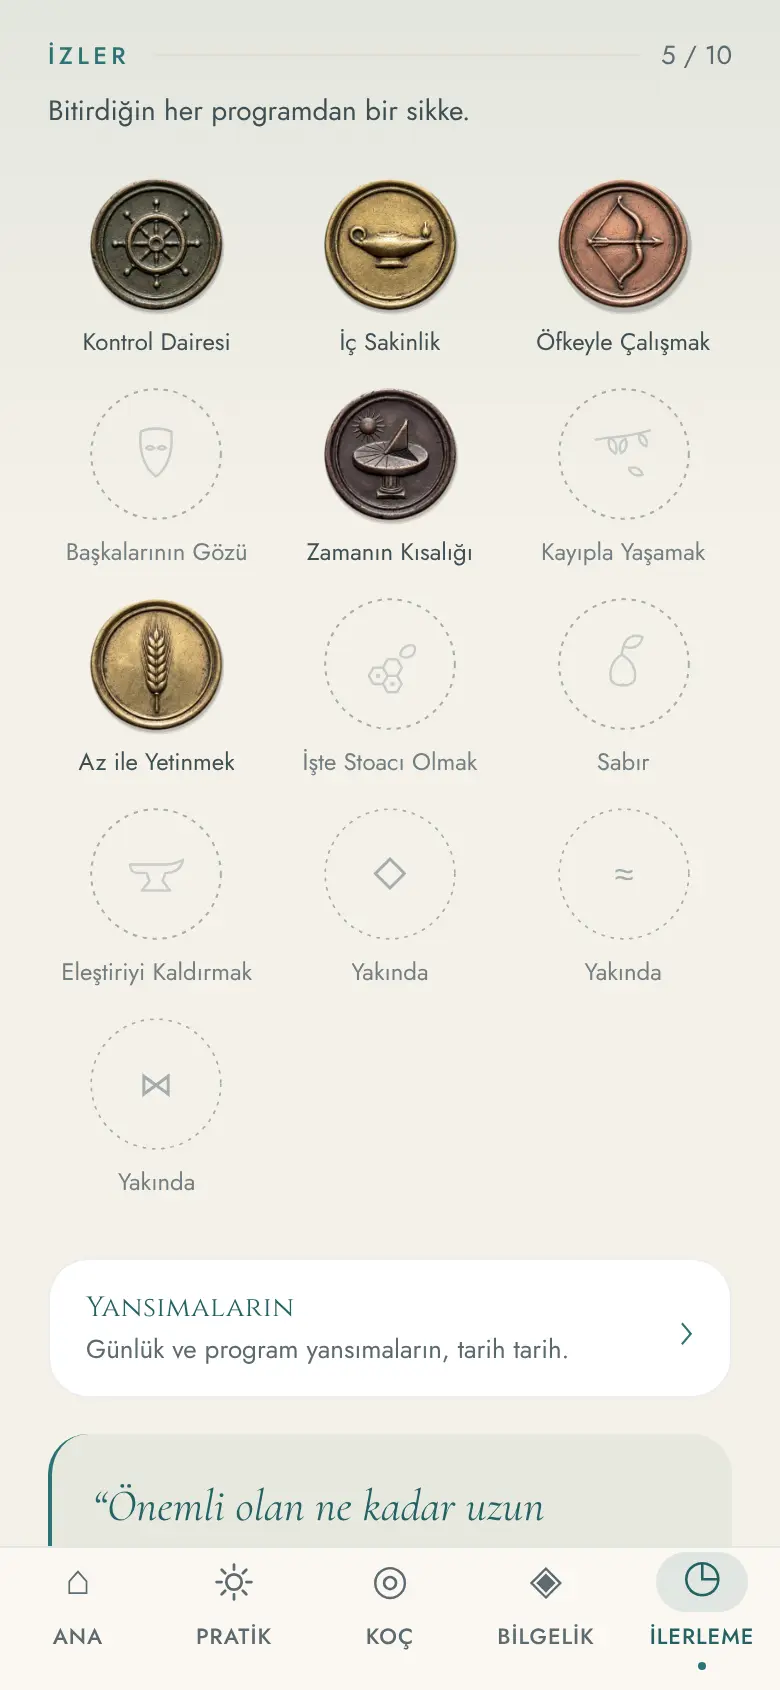 İZLER
5 / 10
Bitirdiğin her programdan bir sikke.
Kontrol Dairesi
İç Sakinlik
Öfkeyle Çalışmak
Başkalarının Gözü
Zamanın Kısalığı
Kayıpla Yaşamak
Az ile Yetinmek
İşte Stoacı Olmak
Sabır
Eleştiriyi Kaldırmak
Yakında
Yakında
Yakında
YANSIMALARIN
Günlük ve program yansımaların, tarih tarih.
“Önemli olan ne kadar uzun
ANA
PRATİK
KOÇ
BİLGELİK
İLERLEME